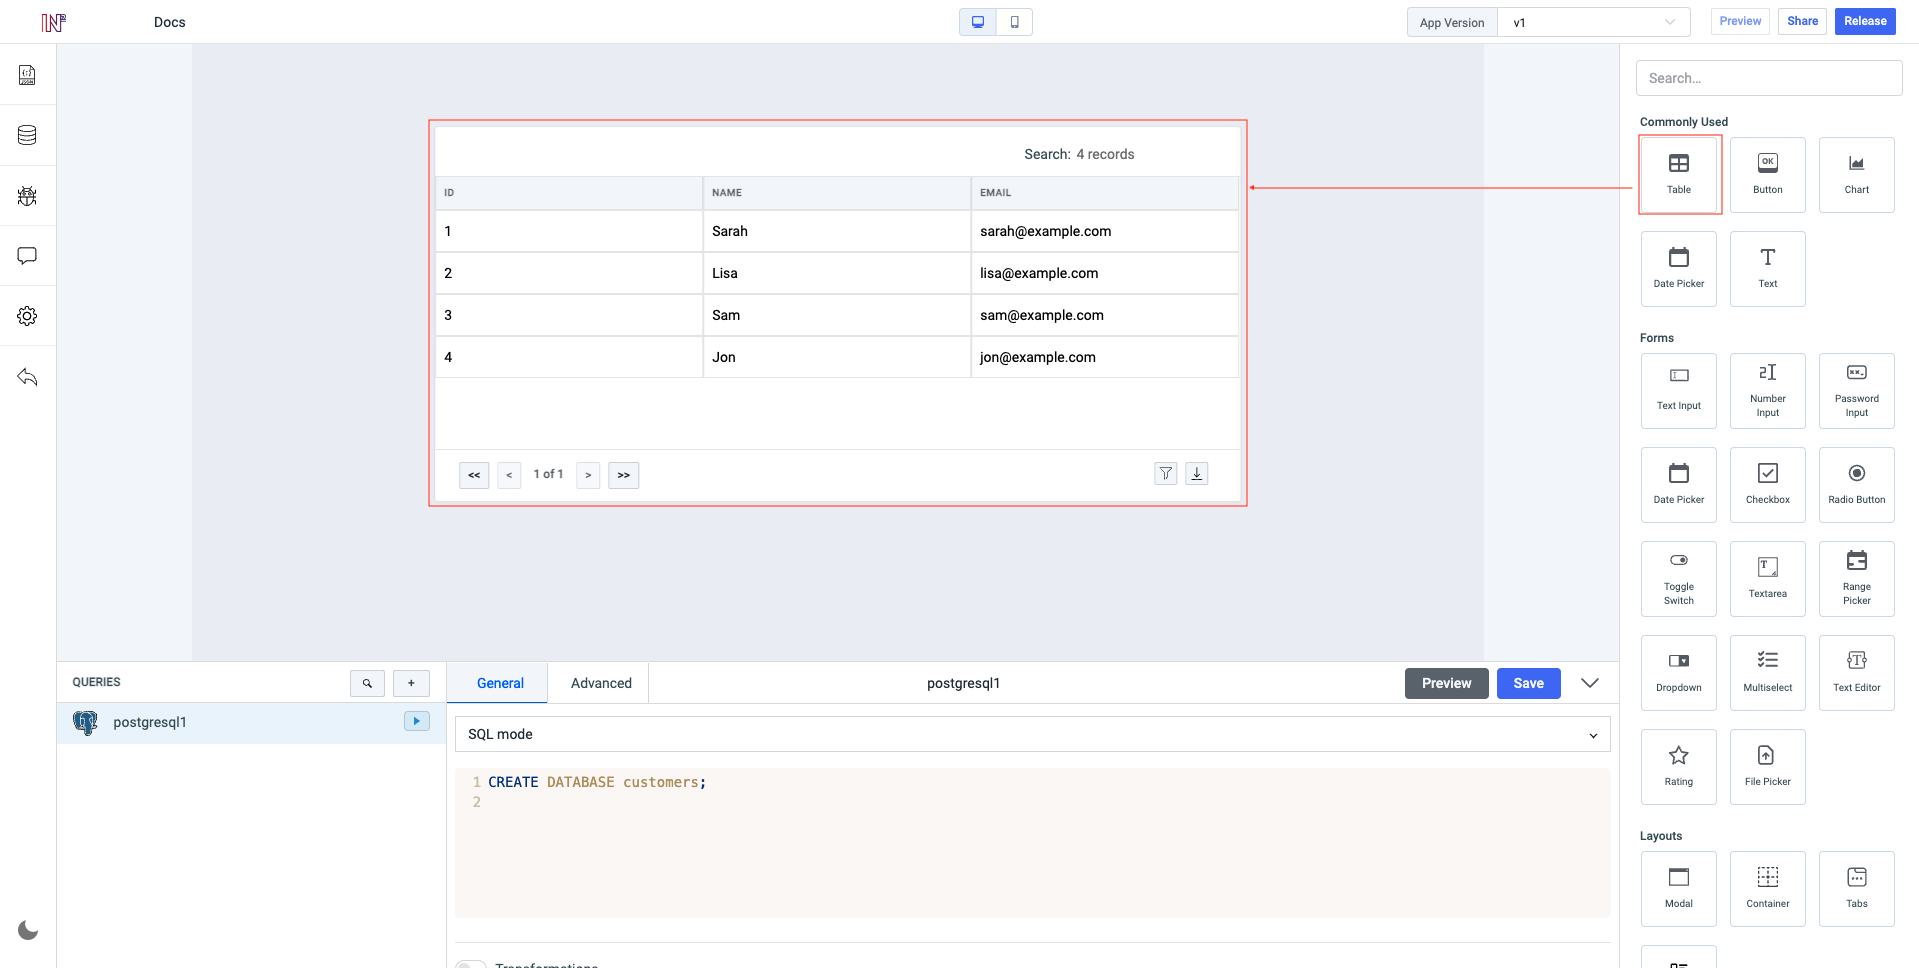 Docs
App Version
v1
Preview
Share
Release
Search...
Commonly Used
Table
Button
Chart
Date Picker
Text
Forms
Text Input
Number
Input
Password
Input
Date Picker
Checkbox
Radio Button
Toggle
Switch
Textarea
Range
Picker
Dropdown
Multiselect
Text Editor
Rating
File Picker
Layouts
Modal
Container
Tabs
Search: 4 records
ID NAME EMAIL
1 Sarah sarah@example.com
2 Lisa lisa@example.com
3 Sam sam@example.com
4 Jon jon@example.com
<< < 1 of 1 > >>
QUERIES
+
postgresql1
General
Advanced
postgresql1
Preview
Save
SQL mode
1 CREATE DATABASE customers;
2
Transformations